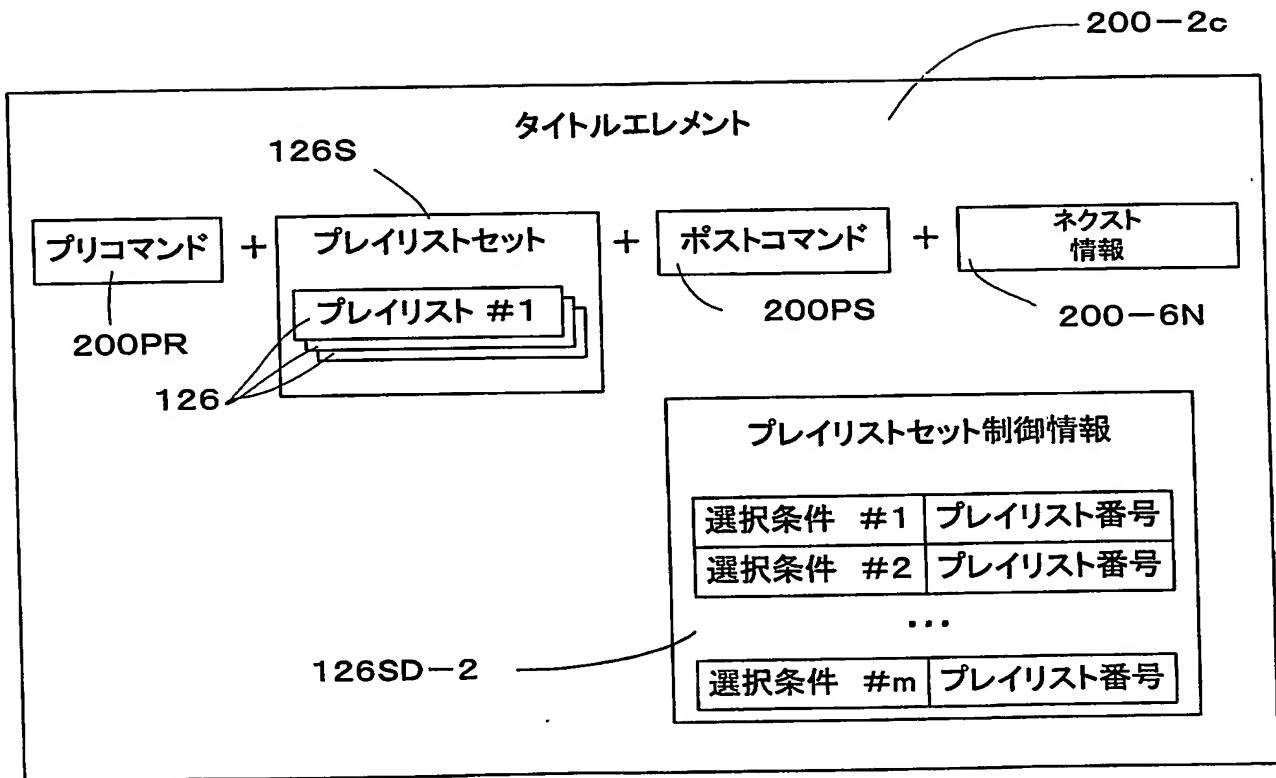 200-2c
タイトルエレメント
126S
プリコマンド + プレイリストセット + ポストコマンド + ネクスト
情報
プレイリスト #1
200PR
200PS
200-6N
126
プレイリストセット制御情報
選択条件 #1 プレイリスト番号
選択条件 #2 プレイリスト番号
...
126SD-2
選択条件 #m プレイリスト番号